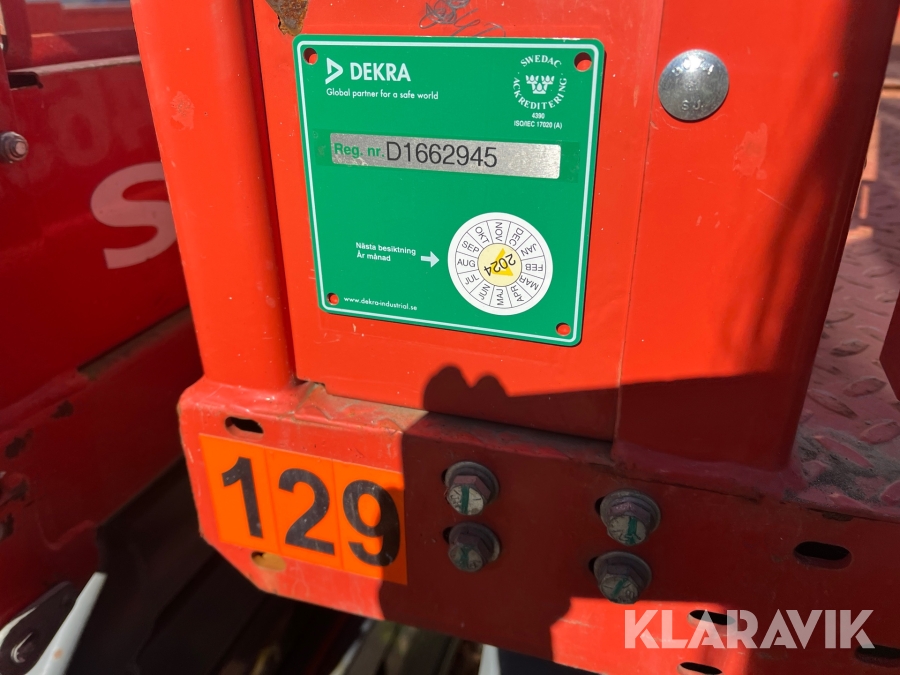 DEKRA
Global partner for a safe world
SWEDAC
ACKREDITERING
4390
ISO/IEC 17020 (A)
Reg. nr. D1662945
Nästa besiktning
År månad
JAN
FEB
MAR
APR
MAJ
JUN
JUL
AUG
SEP
OKT
NOV
DEC
2024
www.dekra-industrial.se
S
129
KLARAVIK